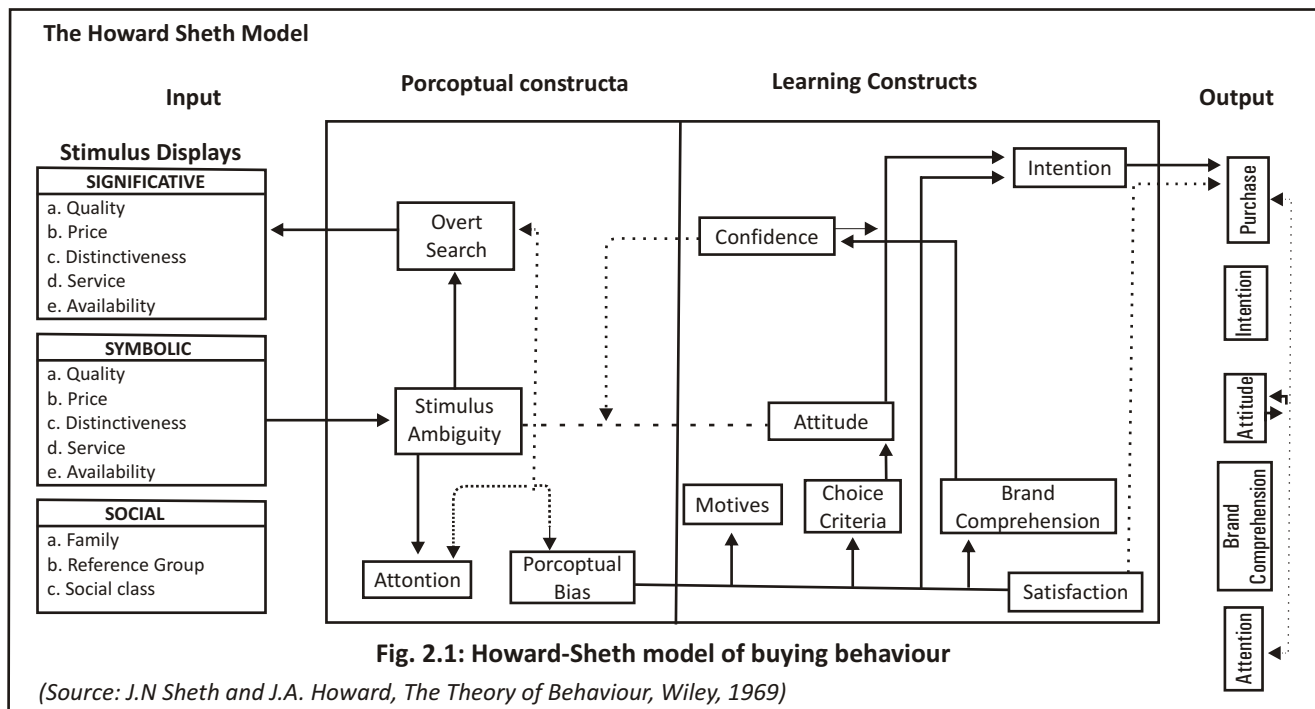 The Howard Sheth Model
Input
Porcoptual constructa
Learning Constructs
Output
Stimulus Displays
SIGNIFICATIVE
a. Quality
b. Price
c. Distinctiveness
d. Service
e. Availability
SYMBOLIC
a. Quality
b. Price
c. Distinctiveness
d. Service
e. Availability
SOCIAL
a. Family
b. Reference Group
c. Social class
Overt
Search
Stimulus
Ambiguity
Attontion
Porcoptual
Bias
Confidence
Attitude
Motives
Choice
Criteria
Brand
Comprehension
Satisfaction
Intention
Purchase
Intention
Attitude
Brand
Comprehension
Attention
Fig. 2.1: Howard-Sheth model of buying behaviour
(Source: J.N Sheth and J.A. Howard, The Theory of Behaviour, Wiley, 1969)